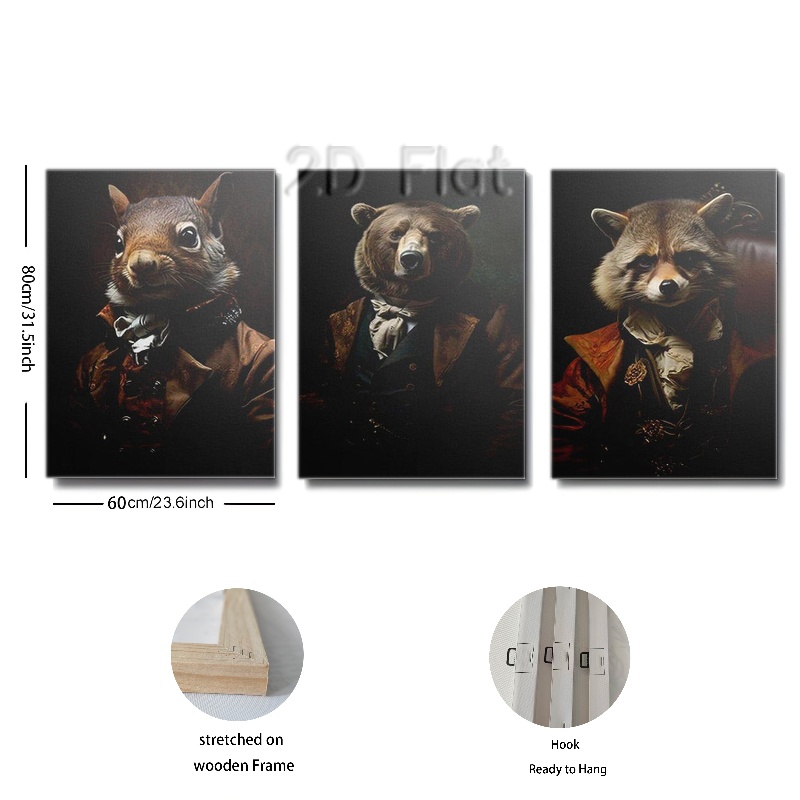 2D Flat
80cm/31.5inch
60cm/23.6inch
stretched on
wooden Frame
Hook
Ready to Hang